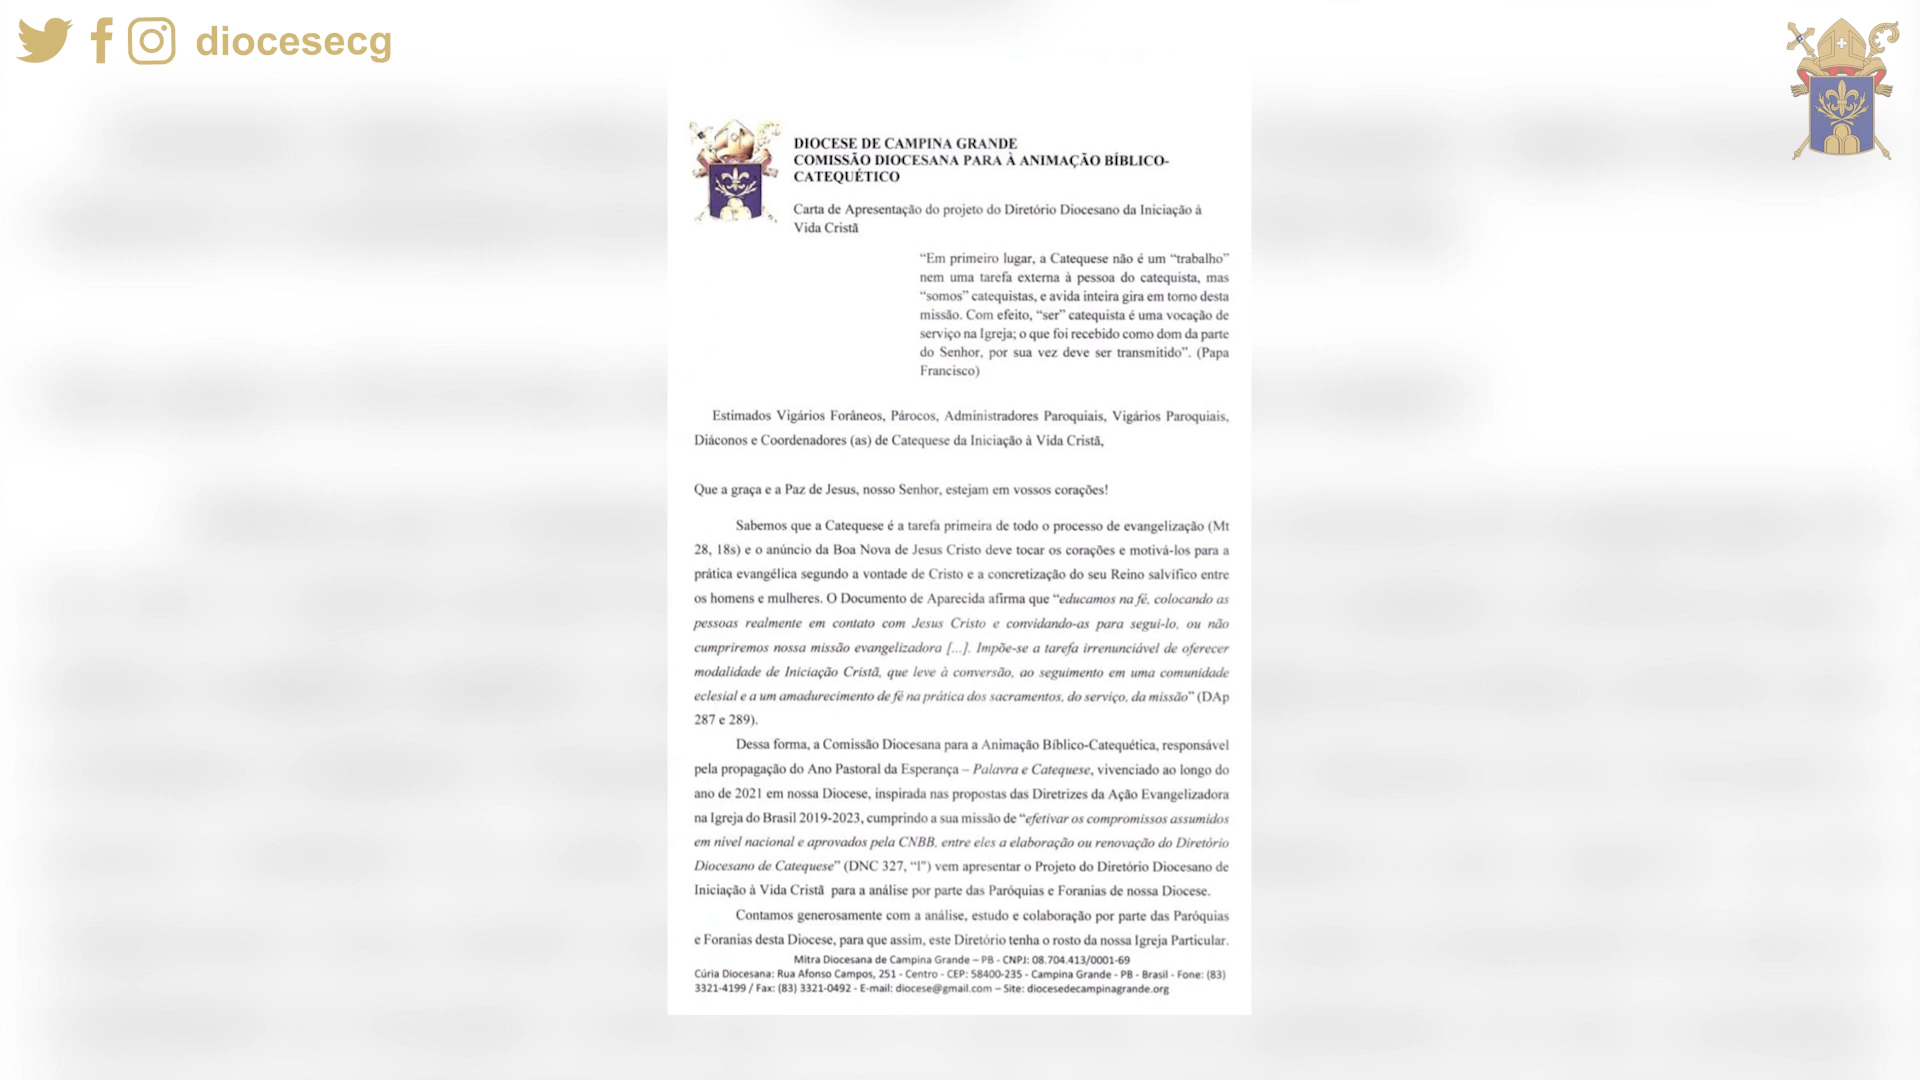 diocesecg
DIOCESE DE CAMPINA GRANDE
COMISSÃO DIOCESANA PARA À ANIMAÇÃO BÍBLICO-
CATEQUÉTICO
Carta de Apresentação do projeto do Diretório Diocesano da Iniciação à
Vida Cristã
“Em primeiro lugar, a Catequese não é um “trabalho”
nem uma tarefa externa à pessoa do catequista, mas
“somos” catequistas, e avida inteira gira em torno desta
missão. Com efeito, “ser” catequista é uma vocação de
serviço na Igreja; o que foi recebido como dom da parte
do Senhor, por sua vez deve ser transmitido”. (Papa
Francisco)
Estimados Vigários Forâneos, Párocos, Administradores Paroquiais, Vigários Paroquiais,
Diáconos e Coordenadores (as) de Catequese da Iniciação à Vida Cristã,
Que a graça e a Paz de Jesus, nosso Senhor, estejam em vossos corações!
Sabemos que a Catequese é a tarefa primeira de todo o processo de evangelização (Mt
28, 18s) e o anúncio da Boa Nova de Jesus Cristo deve tocar os corações e motivá-los para a
prática evangélica segundo a vontade de Cristo e a concretização do seu Reino salvífico entre
os homens e mulheres. O Documento de Aparecida afirma que “educamos na fé, colocando as
pessoas realmente em contato com Jesus Cristo e convidando-as para segui-lo, ou não
cumpriremos nossa missão evangelizadora [...]. Impõe-se a tarefa irrenunciável de oferecer
modalidade de Iniciação Cristã, que leve à conversão, ao seguimento em uma comunidade
eclesial e a um amadurecimento de fé na prática dos sacramentos, do serviço, da missão” (DAp
287 e 289).
Dessa forma, a Comissão Diocesana para a Animação Bíblico-Catequética, responsável
pela propagação do Ano Pastoral da Esperança – Palavra e Catequese, vivenciado ao longo do
ano de 2021 em nossa Diocese, inspirada nas propostas das Diretrizes da Ação Evangelizadora
na Igreja do Brasil 2019-2023, cumprindo a sua missão de “efetivar os compromissos assumidos
em nível nacional e aprovados pela CNBB, entre eles a elaboração ou renovação do Diretório
Diocesano de Catequese” (DNC 327, “l”) vem apresentar o Projeto do Diretório Diocesano de
Iniciação à Vida Cristã para a análise por parte das Paróquias e Foranias de nossa Diocese.
Contamos generosamente com a análise, estudo e colaboração por parte das Paróquias
e Foranias desta Diocese, para que assim, este Diretório tenha o rosto da nossa Igreja Particular.
Mitra Diocesana de Campina Grande – PB - CNPJ: 08.704.413/0001-69
Cúria Diocesana: Rua Afonso Campos, 251 - Centro - CEP: 58400-235 - Campina Grande - PB - Brasil - Fone: (83)
3321-4199 / Fax: (83) 3321-0492 - E-mail: diocese@gmail.com – Site: diocesedecampinagrande.org